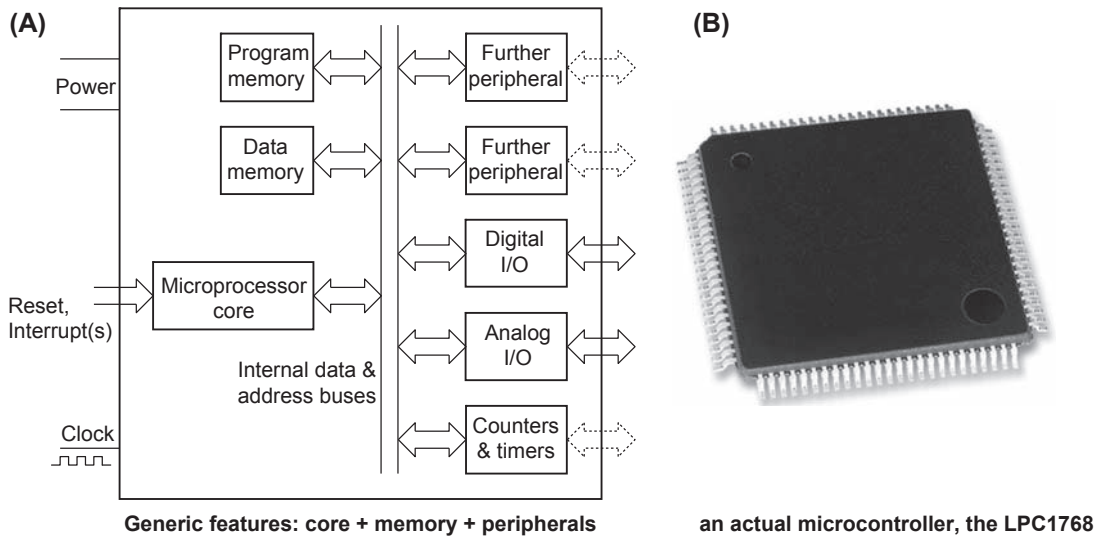 (A)
(B)
Power
Program
memory
Further
peripheral
Data
memory
Further
peripheral
Digital
I/O
Reset,
Interrupt(s)
Microprocessor
core
Analog
I/O
Internal data &
address buses
Clock
Counters
& timers
Generic features: core + memory + peripherals
an actual microcontroller, the LPC1768